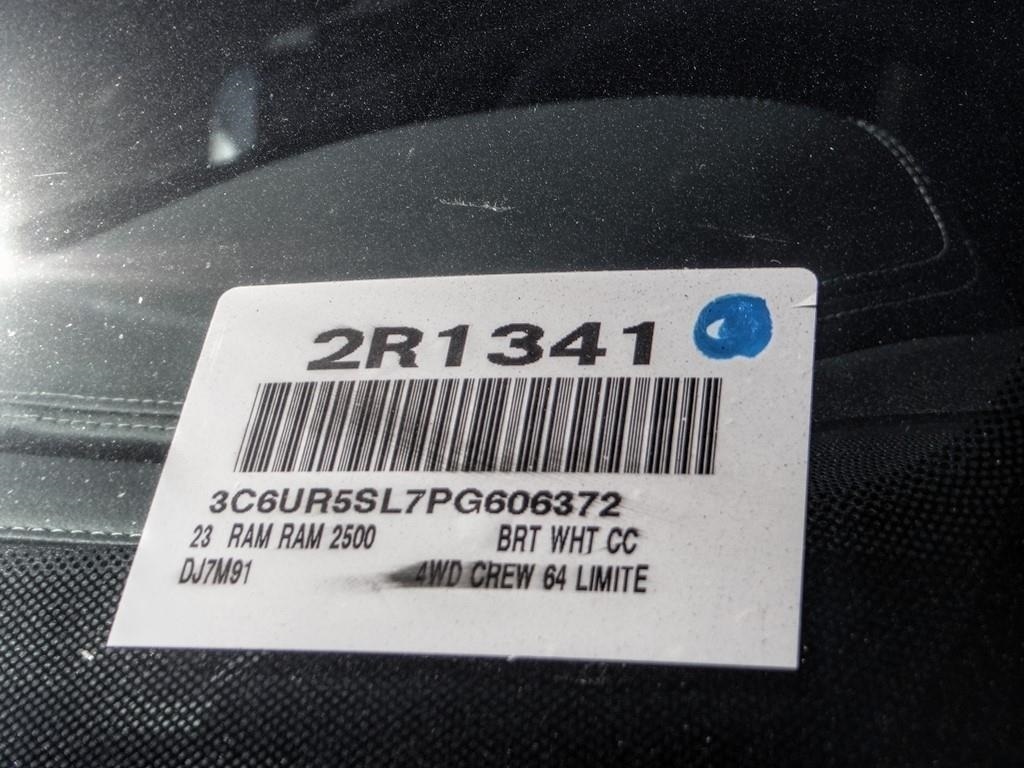 2R1341
3C6UR5SL7PG606372
23 RAM RAM 2500 BRT WHT CC
DJ7M91 4WD CREW 64 LIMITE